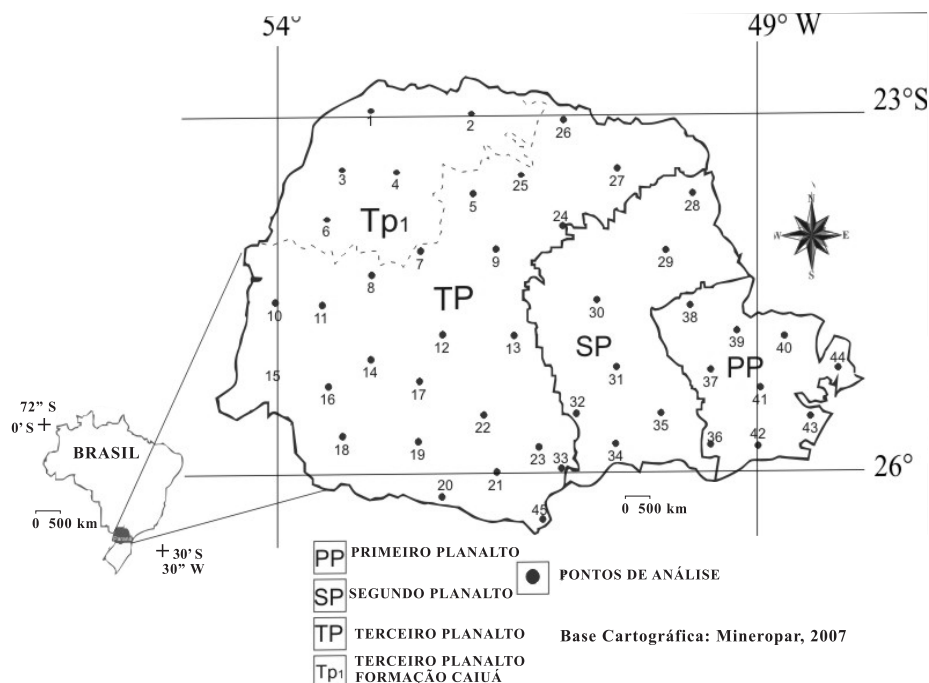 54°
49° W
23°S
1
2
26
3
4
25
27
5
28
6
Tp1
24
7
9
29
8
TP
10
11
30
38
12
13
SP
39
40
44
14
31
37
PP
15
16
17
41
32
35
43
22
72” S
0’ S
BRASIL
18
19
23
33
34
36
42
26°
21
20
45
0 500 km
0 500 km
30’ S
30” W
N
W
E
S
PP PRIMEIRO PLANALTO
PONTOS DE ANÁLISE
SP SEGUNDO PLANALTO
TP TERCEIRO PLANALTO
Base Cartográfica: Mineropar, 2007
Tp1 TERCEIRO PLANALTO
FORMAÇÃO CAIUÁ